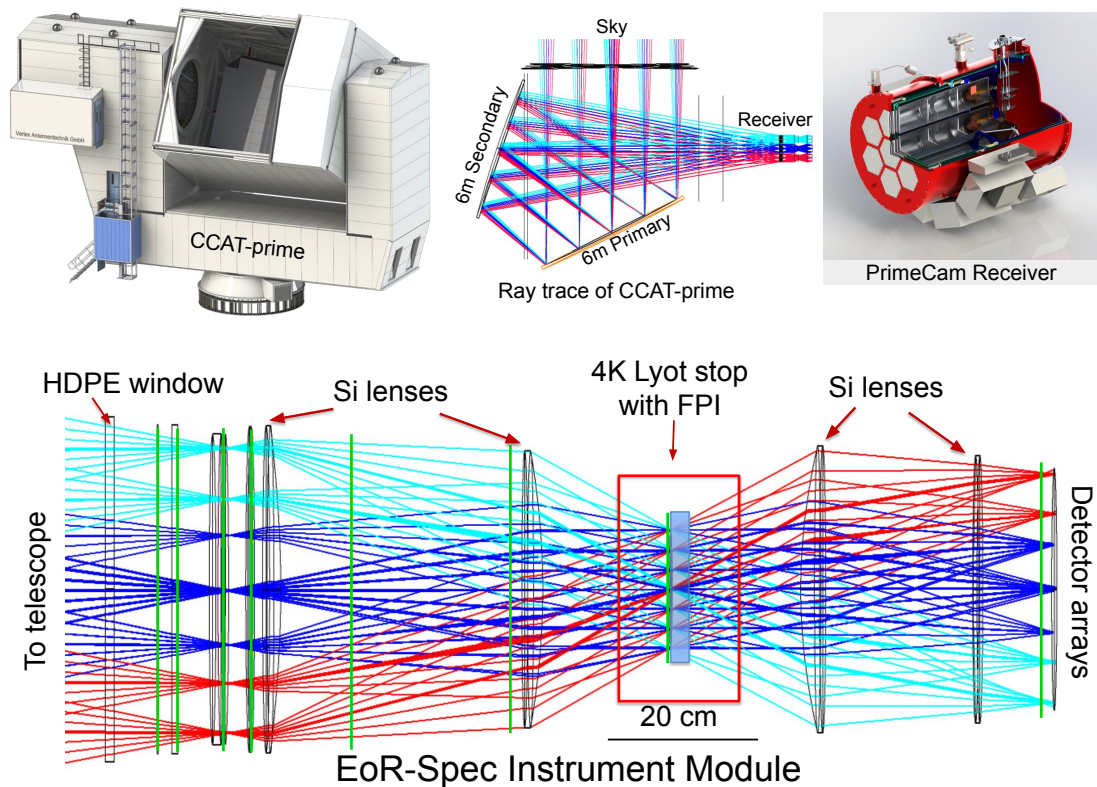 Vertex Antennentechnik GmbH
CCAT-prime
Sky
Receiver
6m Secondary
6m Primary
Ray trace of CCAT-prime
PrimeCam Receiver
HDPE window
Si lenses
4K Lyot stop
with FPI
Si lenses
To telescope
Detector arrays
20 cm
EoR-Spec Instrument Module